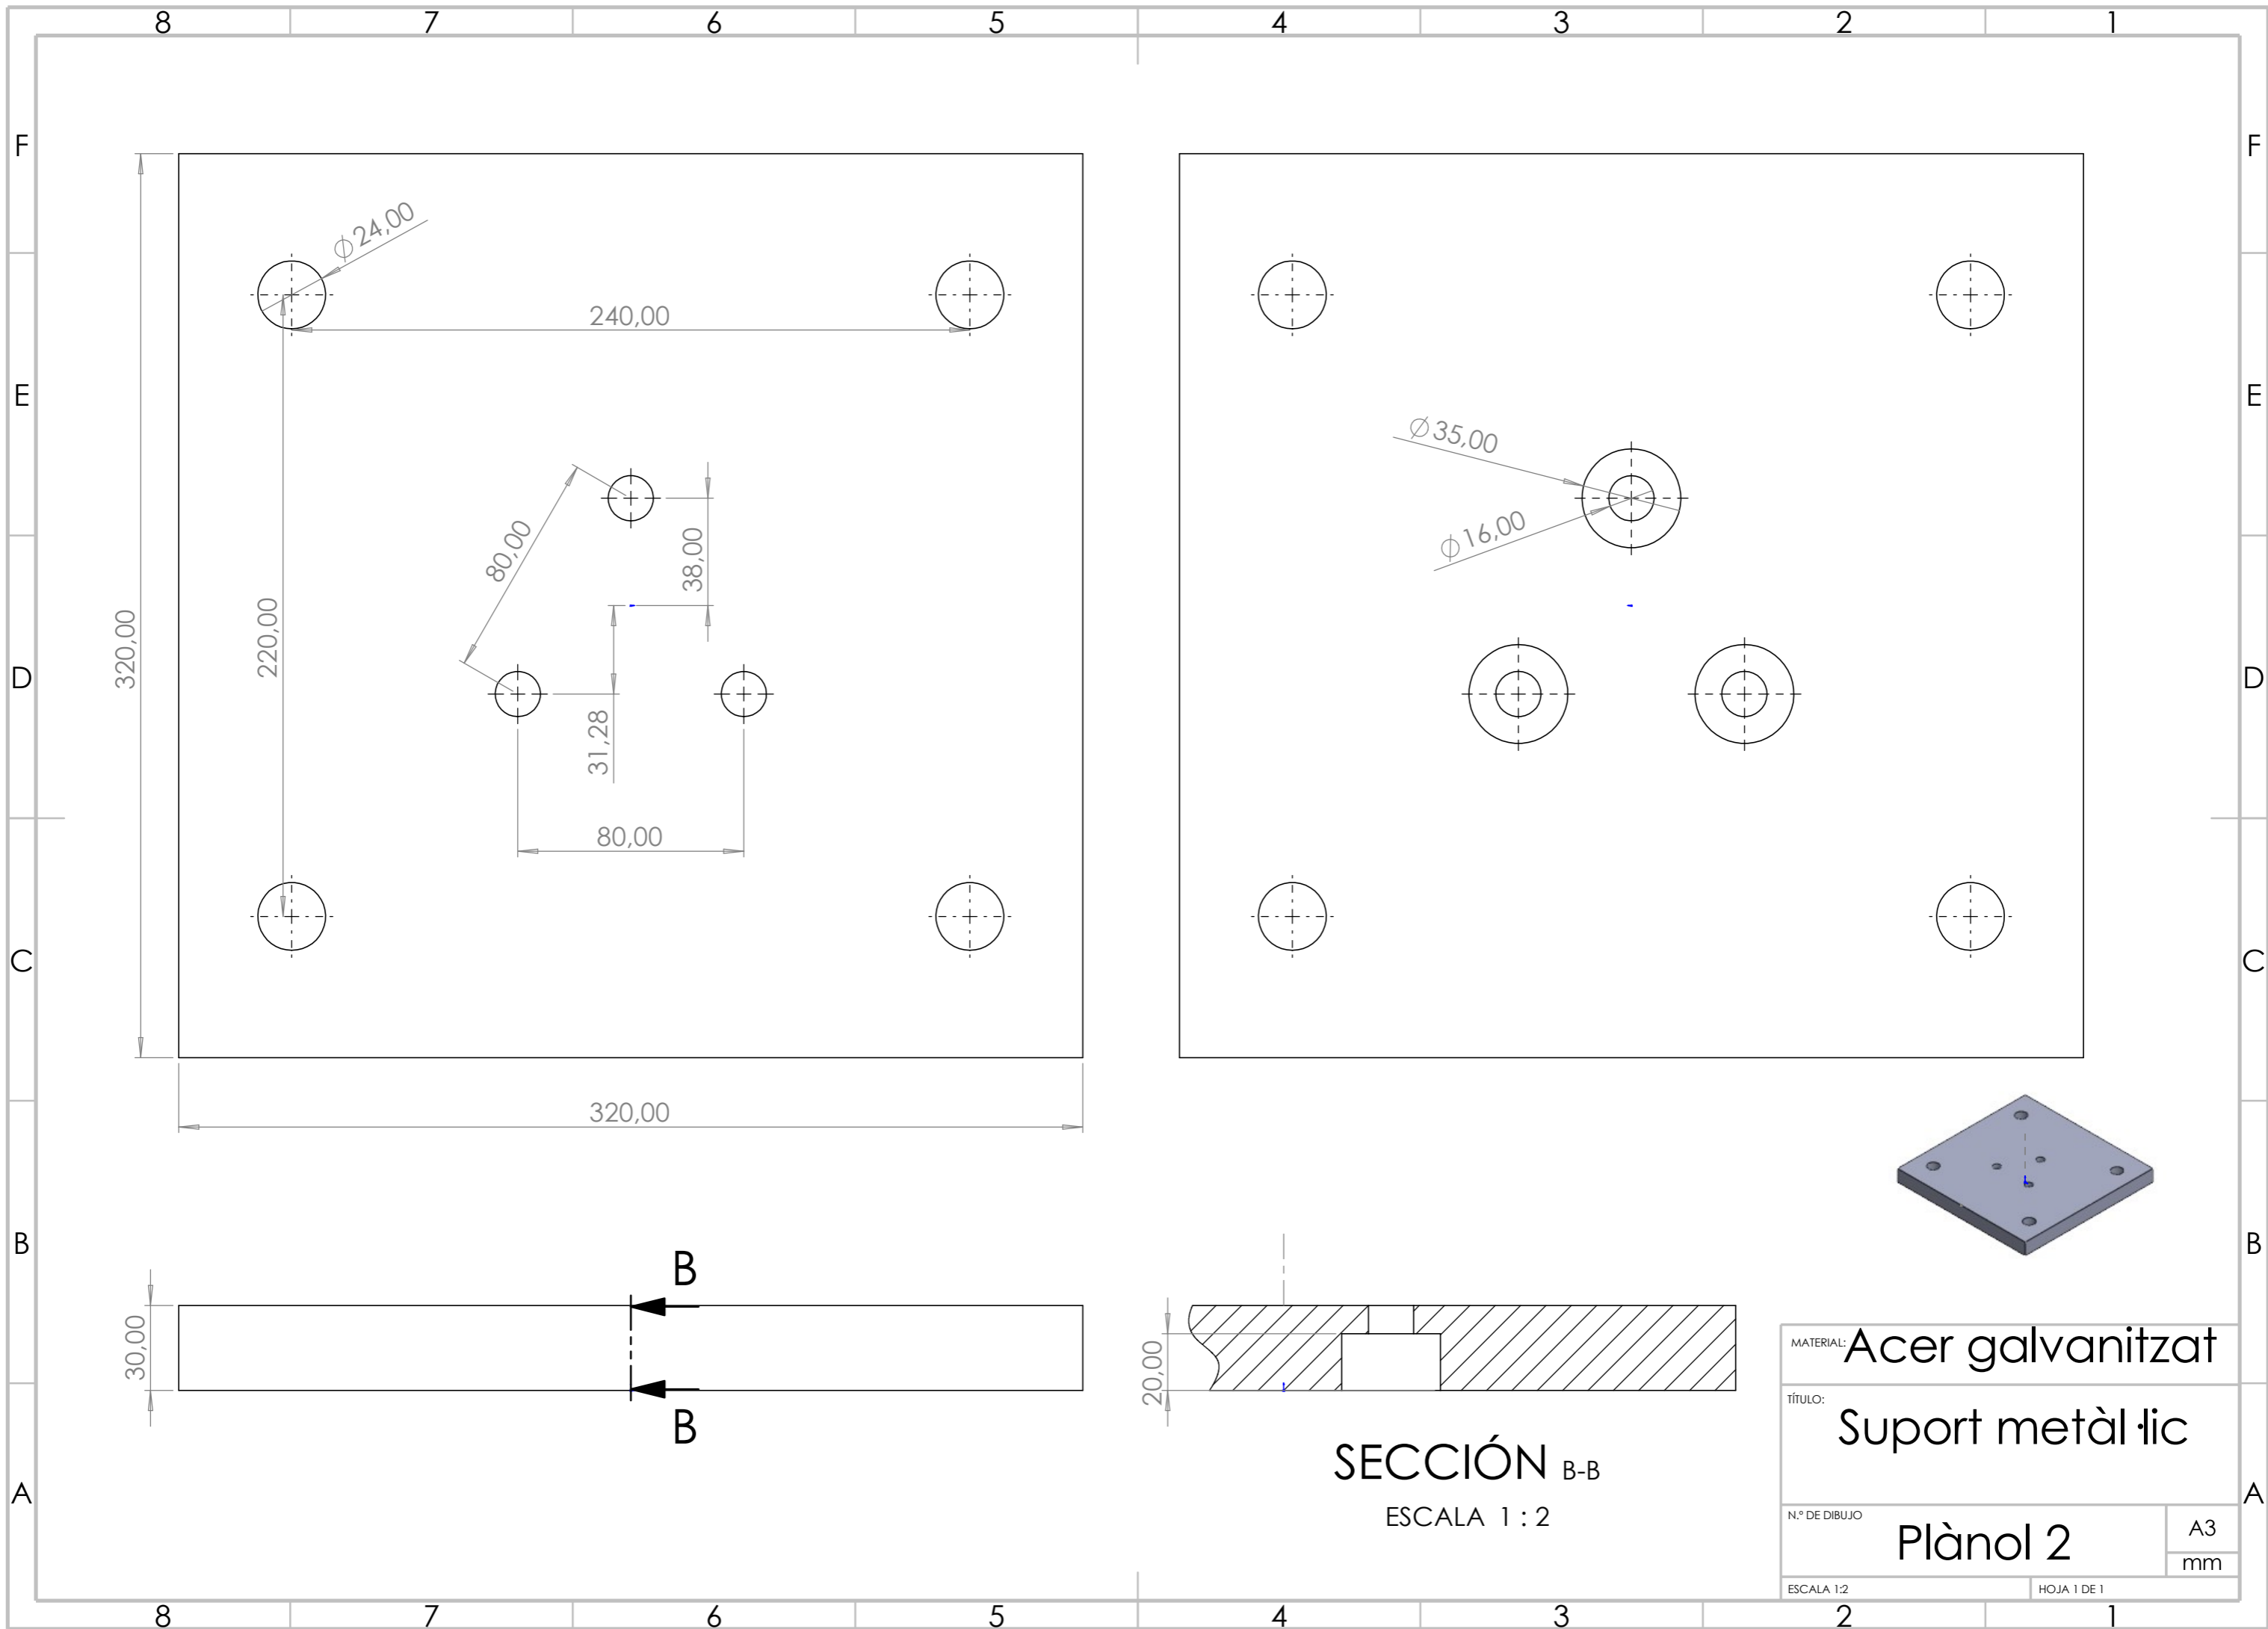 8 7 6 5 4 3 2 1
F F
E E
D D
C C
B B
A A
∅24,00
240,00
80,00
38,00
320,00
220,00
31,28
80,00
320,00
∅35,00
∅16,00
30,00
B
B
20,00
SECCIÓN B-B
ESCALA 1 : 2
MATERIAL: Acer galvanitzat
TÍTULO:
Suport metàl·lic
N.º DE DIBUJO
Plànol 2
A3
mm
ESCALA 1:2
HOJA 1 DE 1
8 7 6 5 4 3 2 1